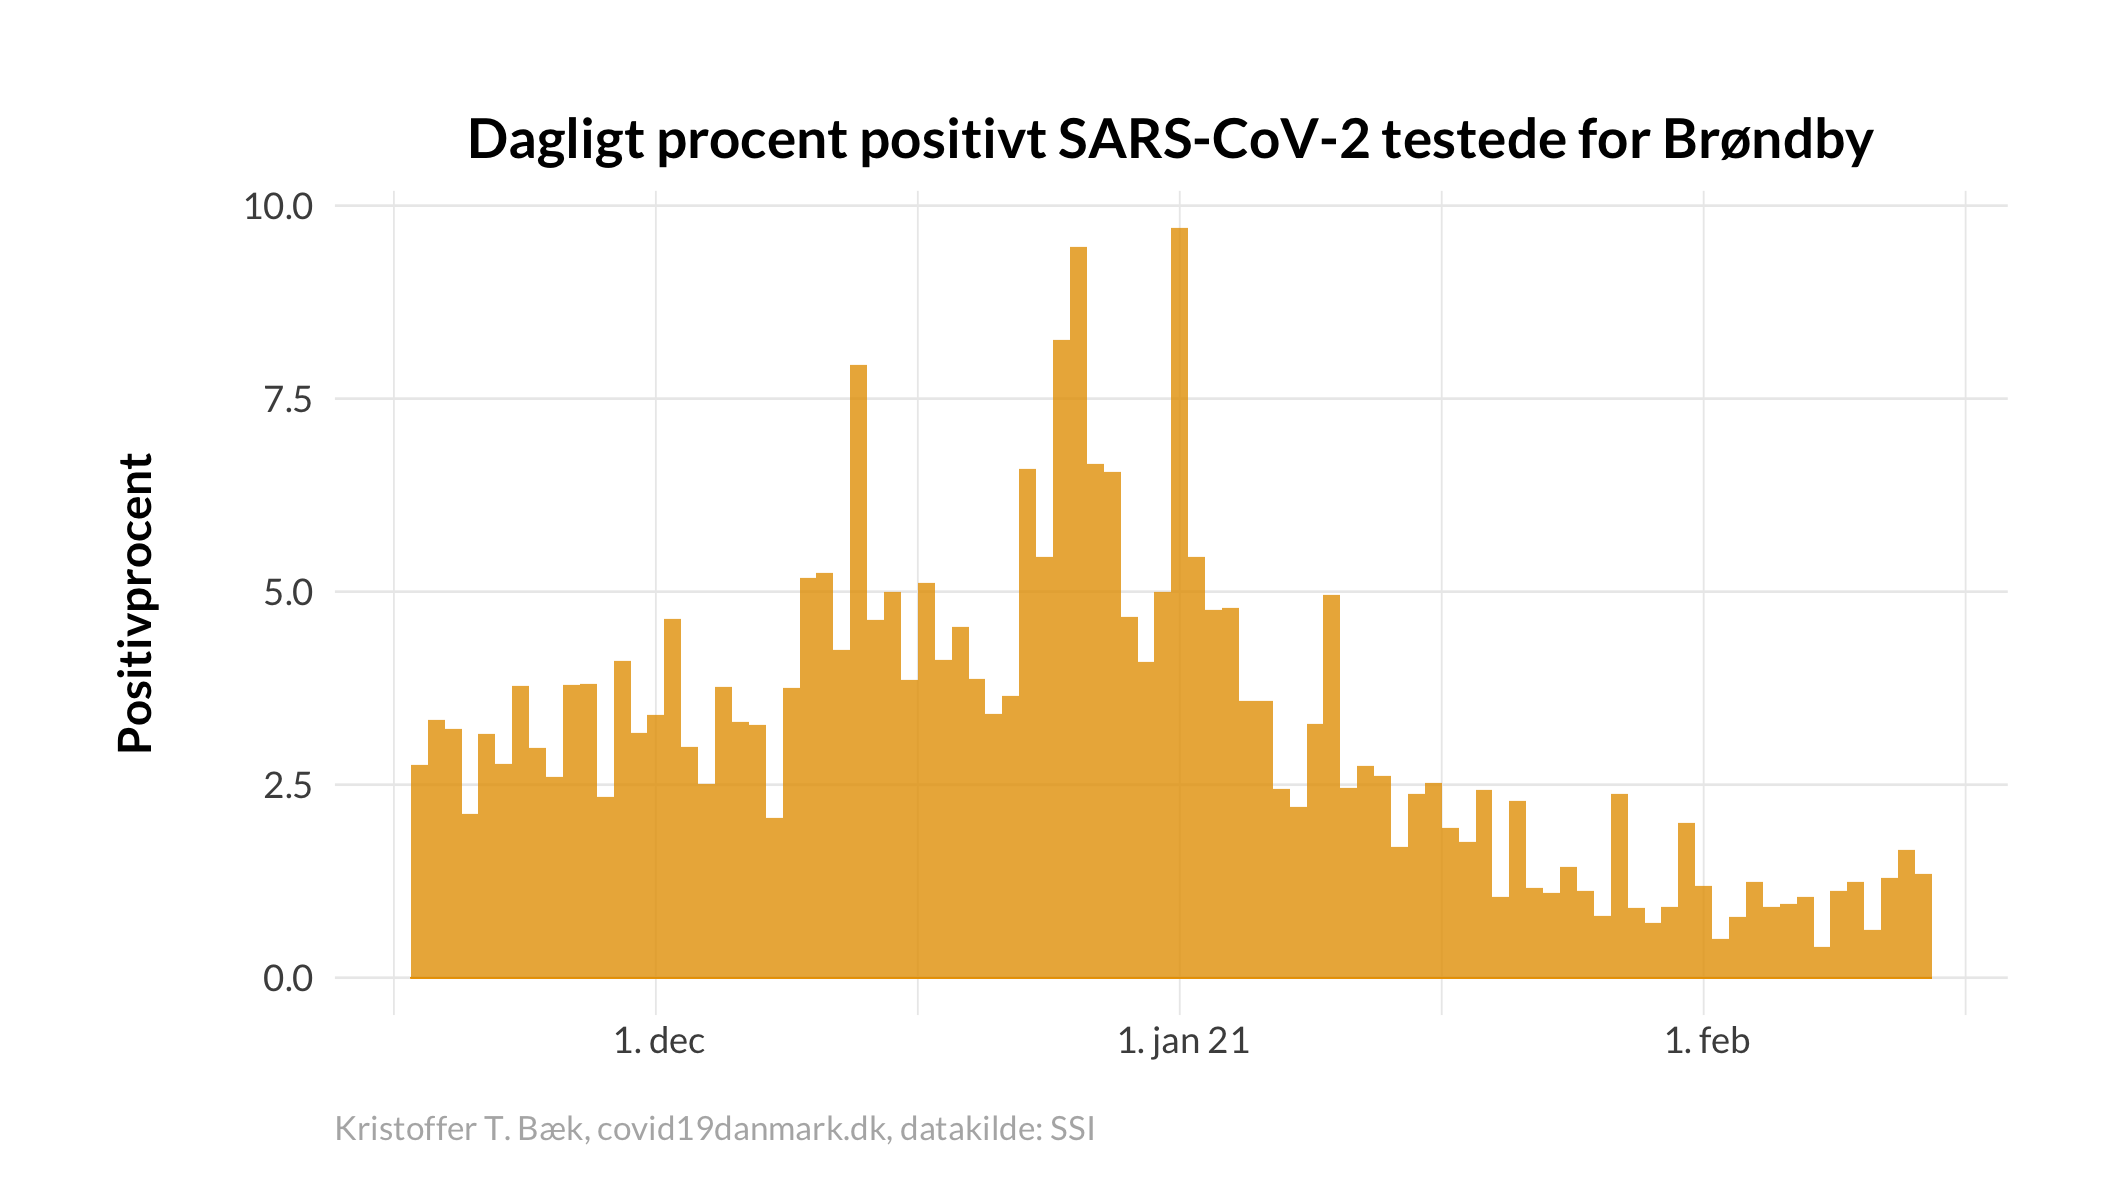 Dagligt procent positivt SARS-CoV-2 testede for Brøndby
Positivprocent
10.0
7.5
5.0
2.5
0.0
1. dec
1. jan 21
1. feb
Kristoffer T. Bæk, covid19danmark.dk, datakilde: SSI